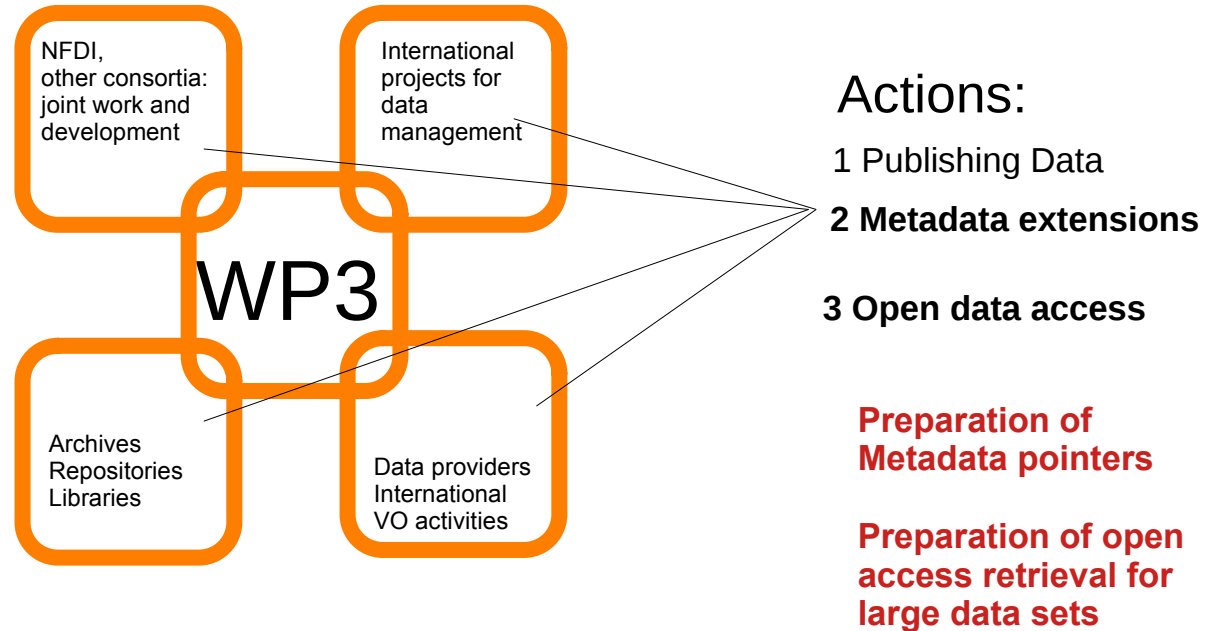 NFDI,
other consortia:
joint work and
development
International
projects for
data
management
WP3
Archives
Repositories
Libraries
Data providers
International
VO activities
Actions:
1 Publishing Data
2 Metadata extensions
3 Open data access
Preparation of
Metadata pointers
Preparation of open
access retrieval for
large data sets